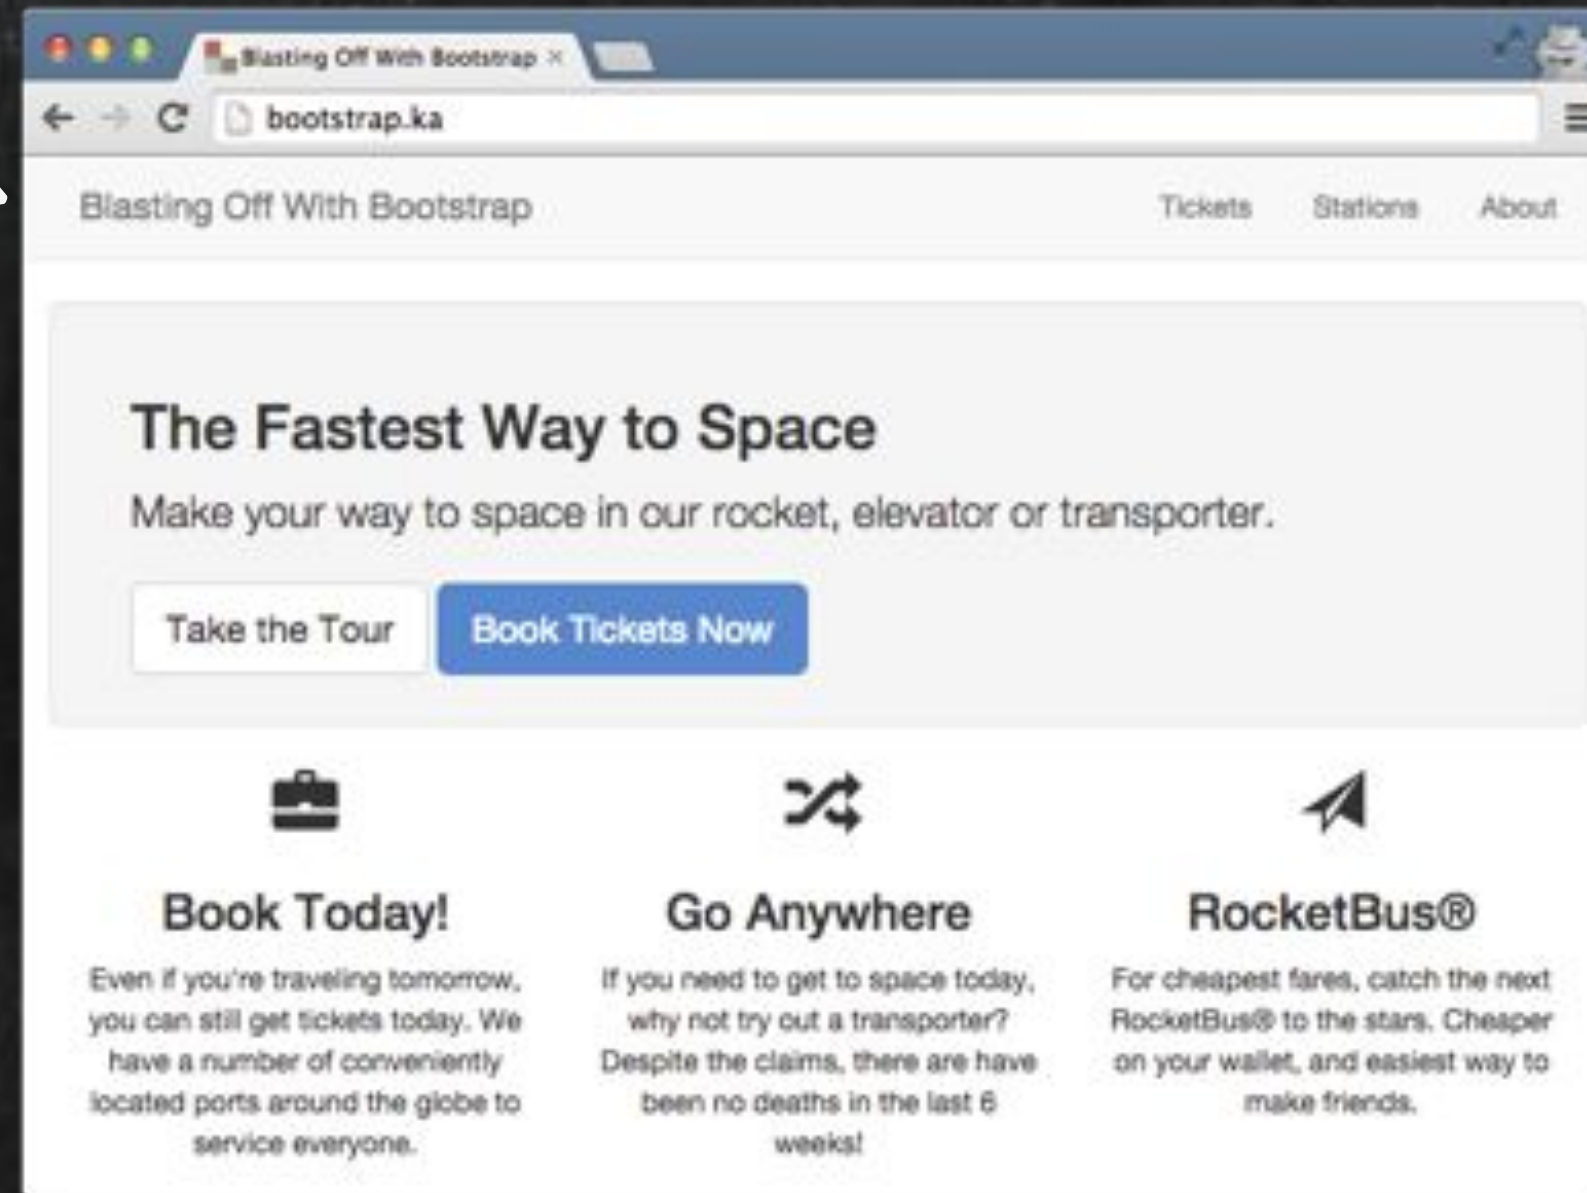 Blasting Off With Bootstrap
bootstrap.ka
Blasting Off With Bootstrap
Tickets
Stations
About
The Fastest Way to Space
Make your way to space in our rocket, elevator or transporter.
Take the Tour
Book Tickets Now
Book Today!
Even if you're traveling tomorrow,
you can still get tickets today. We
have a number of conveniently
located ports around the globe to
service everyone.
Go Anywhere
If you need to get to space today,
why not try out a transporter?
Despite the claims, there are have
been no deaths in the last 6
weeks!
RocketBus®
For cheapest fares, catch the next
RocketBus® to the stars. Cheaper
on your wallet, and easiest way to
make friends.